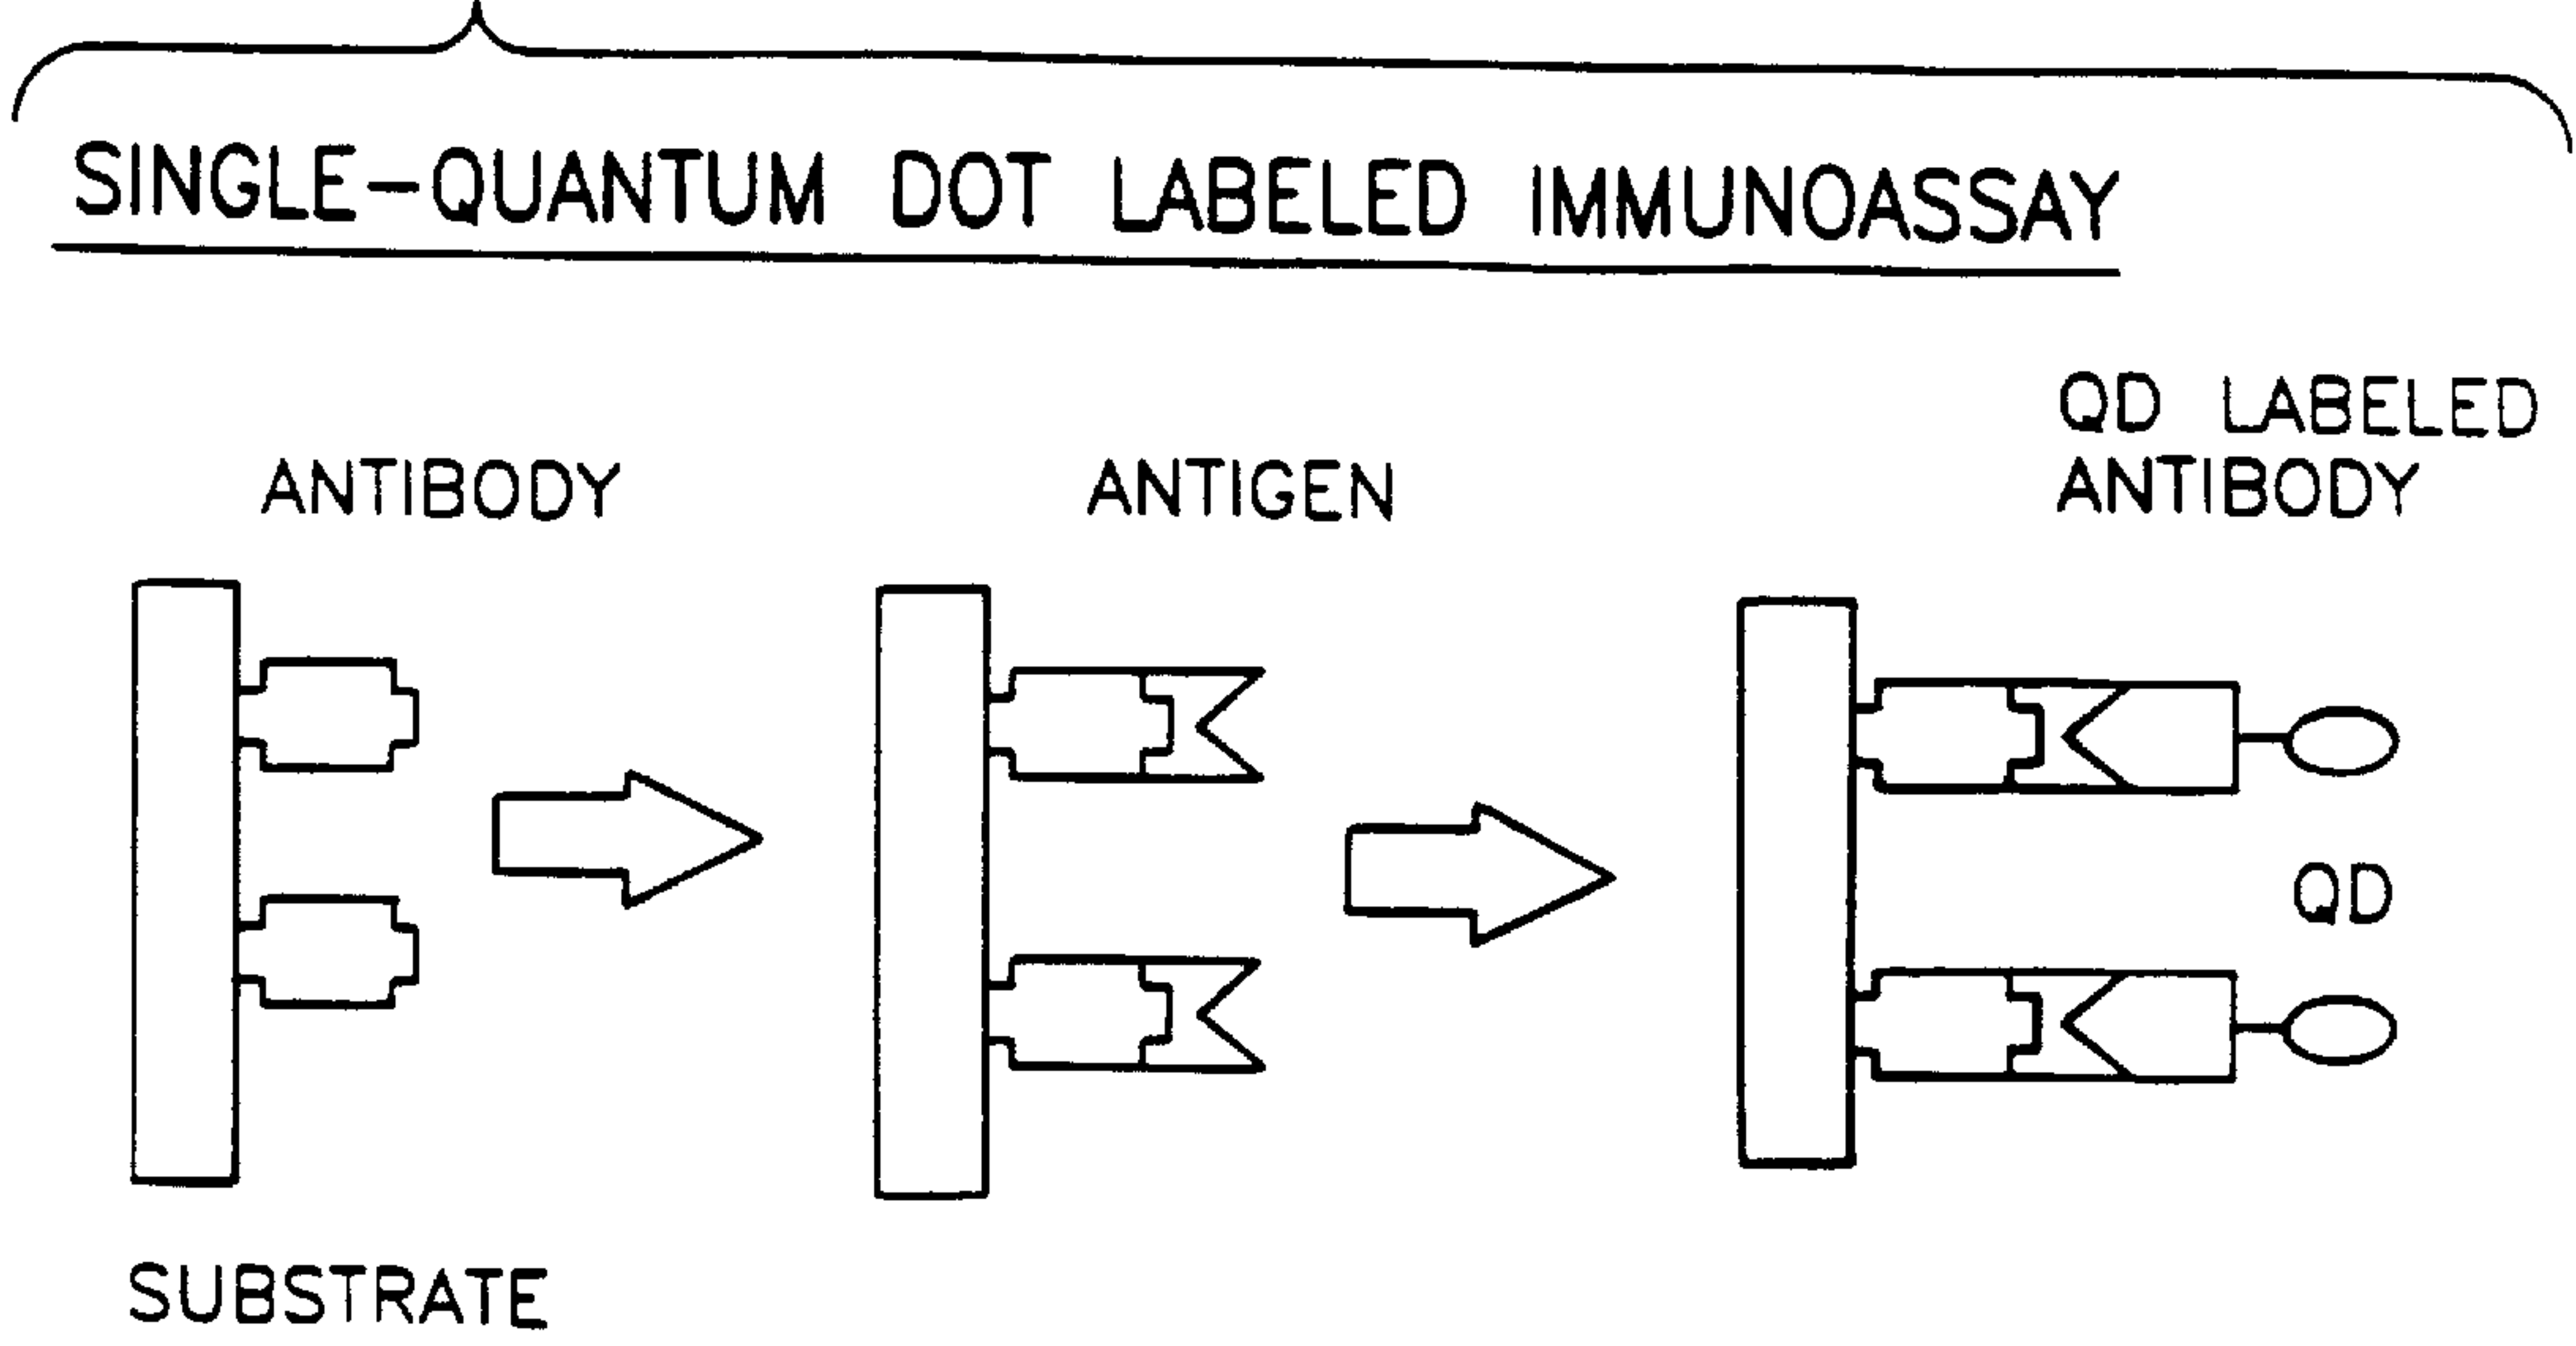 SINGLE-QUANTUM DOT LABELED IMMUNOASSAY
ANTIBODY
ANTIGEN
QD LABELED
ANTIBODY
QD
SUBSTRATE